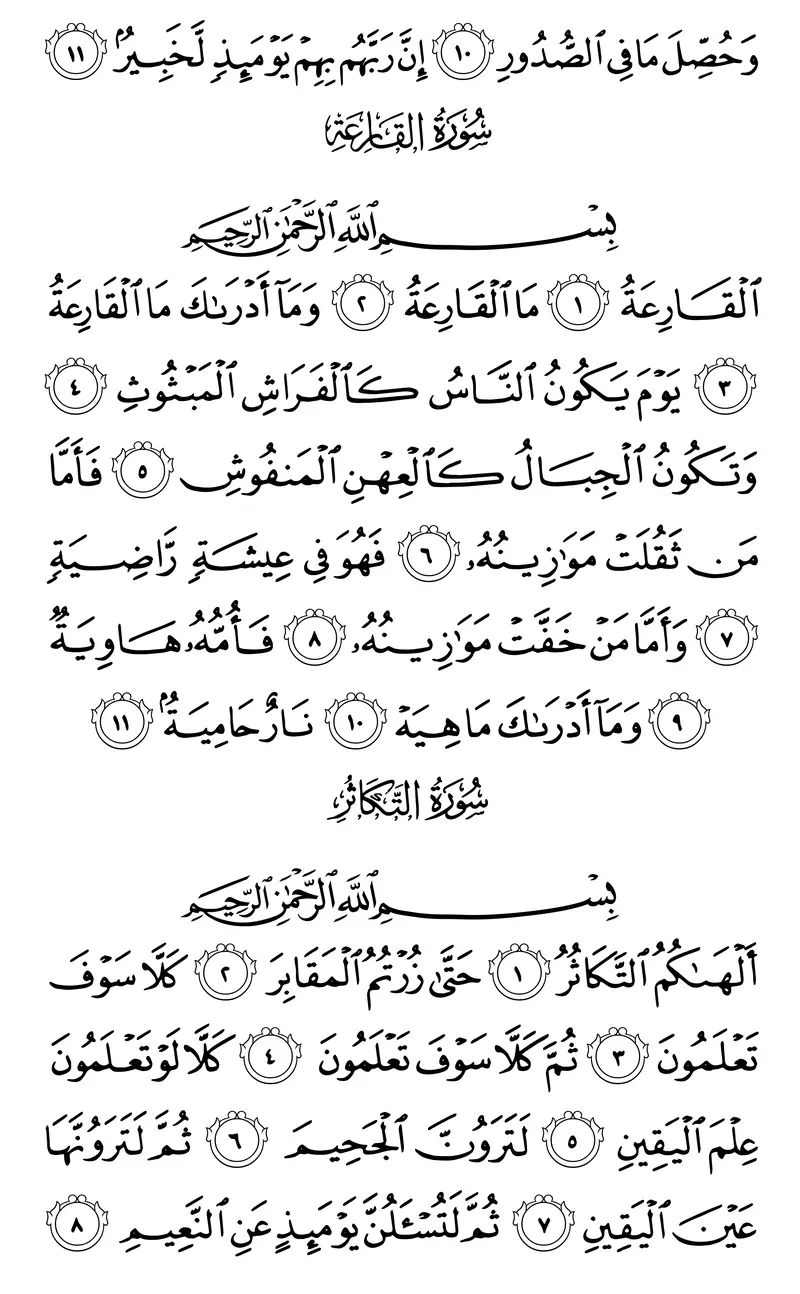 وَحُصِّلَ مَا فِى ٱلصُّدُورِ ١٠ إِنَّ رَبَّهُم بِهِمْ يَوْمَئِذٍ لَّخَبِيرٌۢ ١١
سُورَةُ القَارِعَةِ
بِسْمِ ٱللَّهِ ٱلرَّحْمَٰنِ ٱلرَّحِيمِ
ٱلْقَارِعَةُ ١ مَا ٱلْقَارِعَةُ ٢ وَمَآ أَدْرَىٰكَ مَا ٱلْقَارِعَةُ
٣ يَوْمَ يَكُونُ ٱلنَّاسُ كَٱلْفَرَاشِ ٱلْمَبْثُوثِ ٤
وَتَكُونُ ٱلْجِبَالُ كَٱلْعِهْنِ ٱلْمَنفُوشِ ٥ فَأَمَّا
مَن ثَقُلَتْ مَوَٰزِينُهُۥ ٦ فَهُوَ فِى عِيشَةٍ رَّاضِيَةٍ
٧ وَأَمَّا مَنْ خَفَّتْ مَوَٰزِينُهُۥ ٨ فَأُمُّهُۥ هَاوِيَةٌ
٩ وَمَآ أَدْرَىٰكَ مَا هِيَهْ ١٠ نَارٌ حَامِيَةٌۢ ١١
سُورَةُ التَّكَاثُرِ
بِسْمِ ٱللَّهِ ٱلرَّحْمَٰنِ ٱلرَّحِيمِ
أَلْهَىٰكُمُ ٱلتَّكَاثُرُ ١ حَتَّىٰ زُرْتُمُ ٱلْمَقَابِرَ ٢ كَلَّا سَوْفَ
تَعْلَمُونَ ٣ ثُمَّ كَلَّا سَوْفَ تَعْلَمُونَ ٤ كَلَّا لَوْ تَعْلَمُونَ
عِلْمَ ٱلْيَقِينِ ٥ لَتَرَوُنَّ ٱلْجَحِيمَ ٦ ثُمَّ لَتَرَوُنَّهَا
عَيْنَ ٱلْيَقِينِ ٧ ثُمَّ لَتُسْـَٔلُنَّ يَوْمَئِذٍ عَنِ ٱلنَّعِيمِ ٨